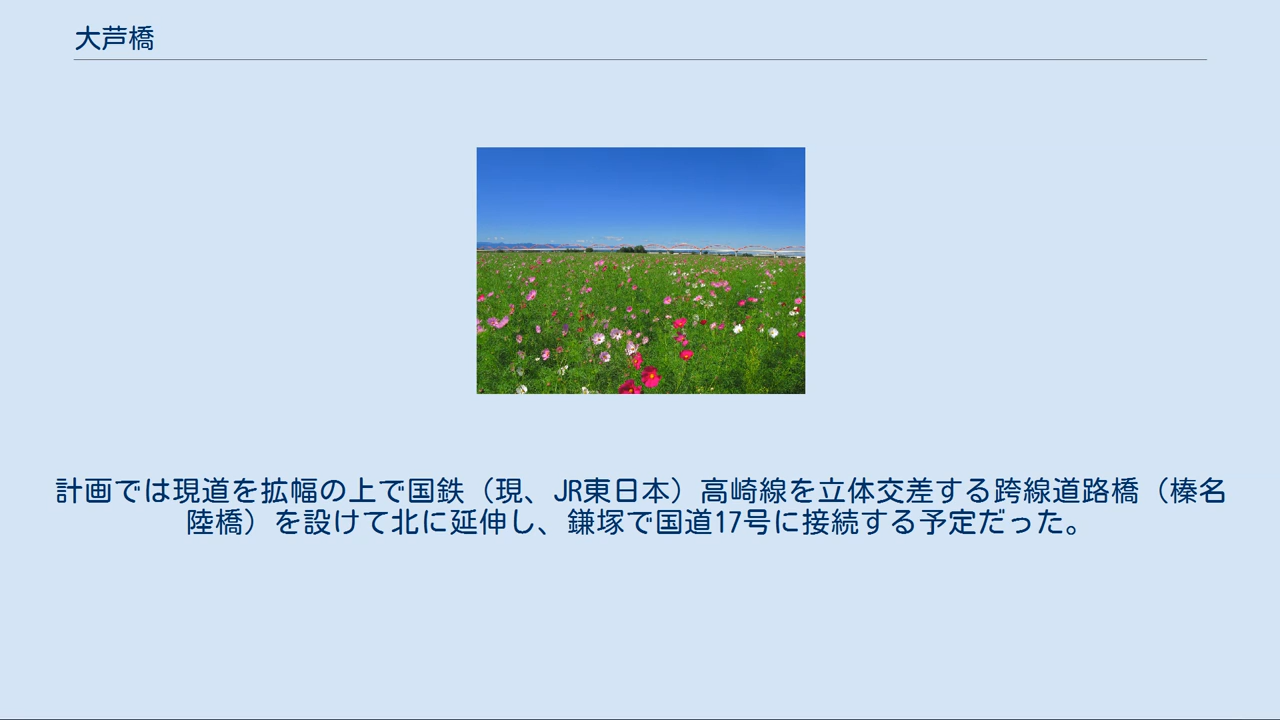 大芦橋
計画では現道を拡幅の上で国鉄（現、JR東日本）高崎線を立体交差する跨線道路橋（榛名
陸橋）を設けて北に延伸し、鎌塚で国道17号に接続する予定だった。